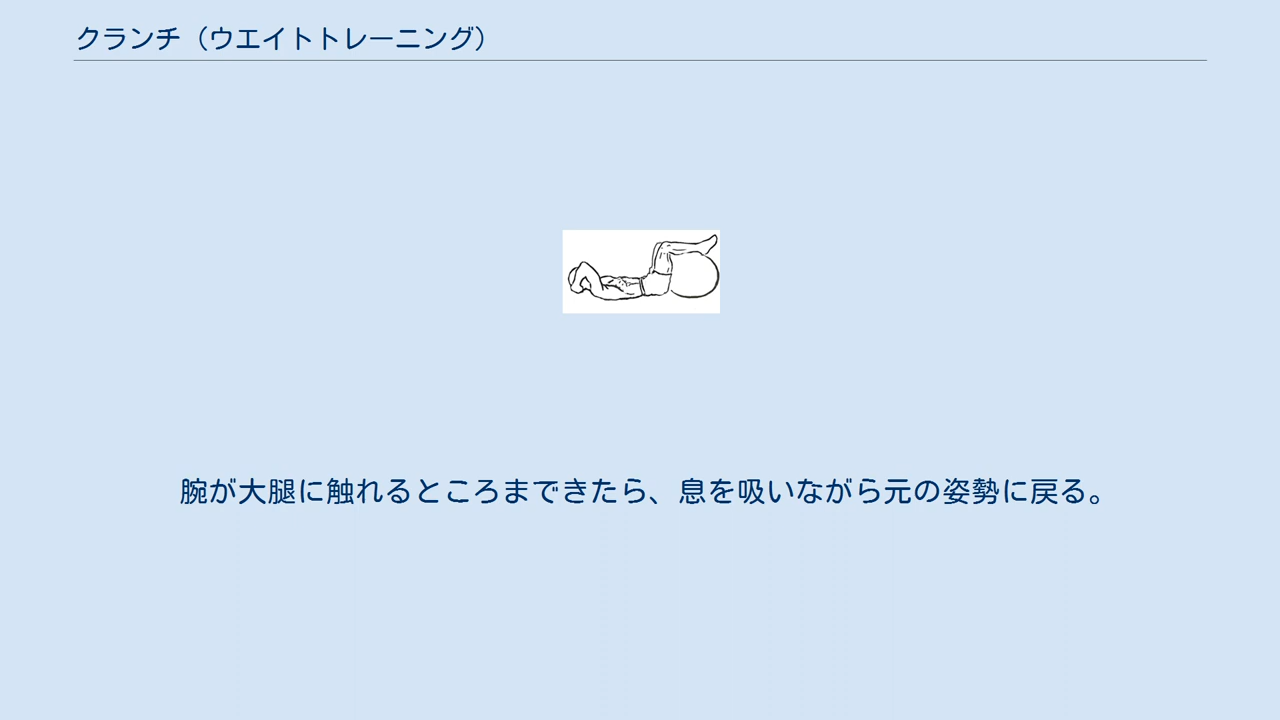 クランチ（ウエイトトレーニング）
腕が大腿に触れるところまできたら、息を吸いながら元の姿勢に戻る。